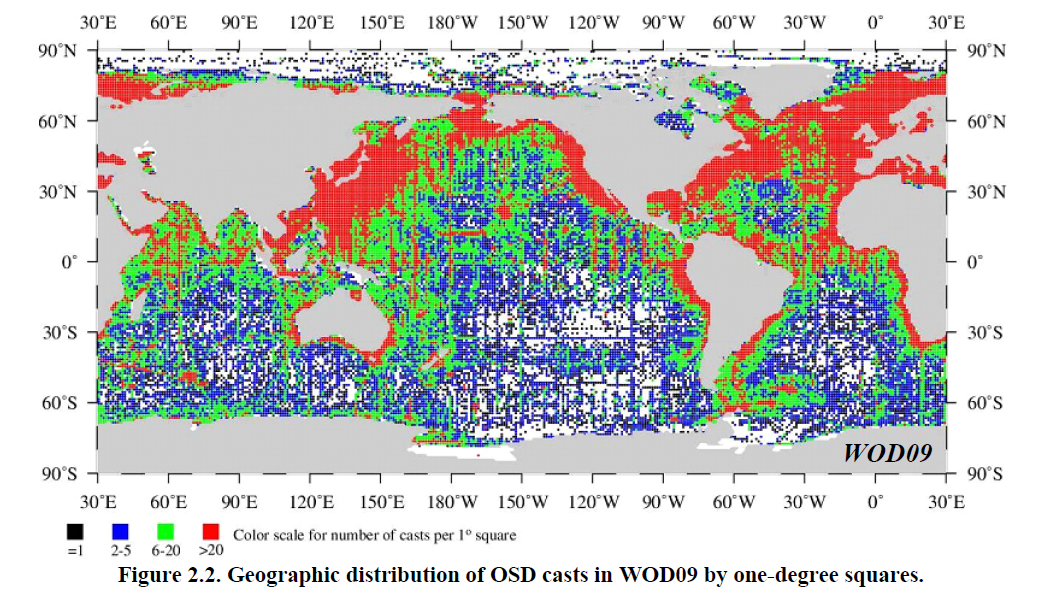 30˚E 60˚E 90˚E 120˚E 150˚E 180˚W 150˚W 120˚W 90˚W 60˚W 30˚W 0˚ 30˚E
90˚N 90˚N
60˚N 60˚N
30˚N 30˚N
0˚ 0˚
30˚S 30˚S
60˚S 60˚S
WOD09
90˚S 90˚S
30˚E 60˚E 90˚E 120˚E 150˚E 180˚W 150˚W 120˚W 90˚W 60˚W 30˚W 0˚ 30˚E
Color scale for number of casts per 1° square
=1 2-5 6-20 >20
Figure 2.2. Geographic distribution of OSD casts in WOD09 by one-degree squares.